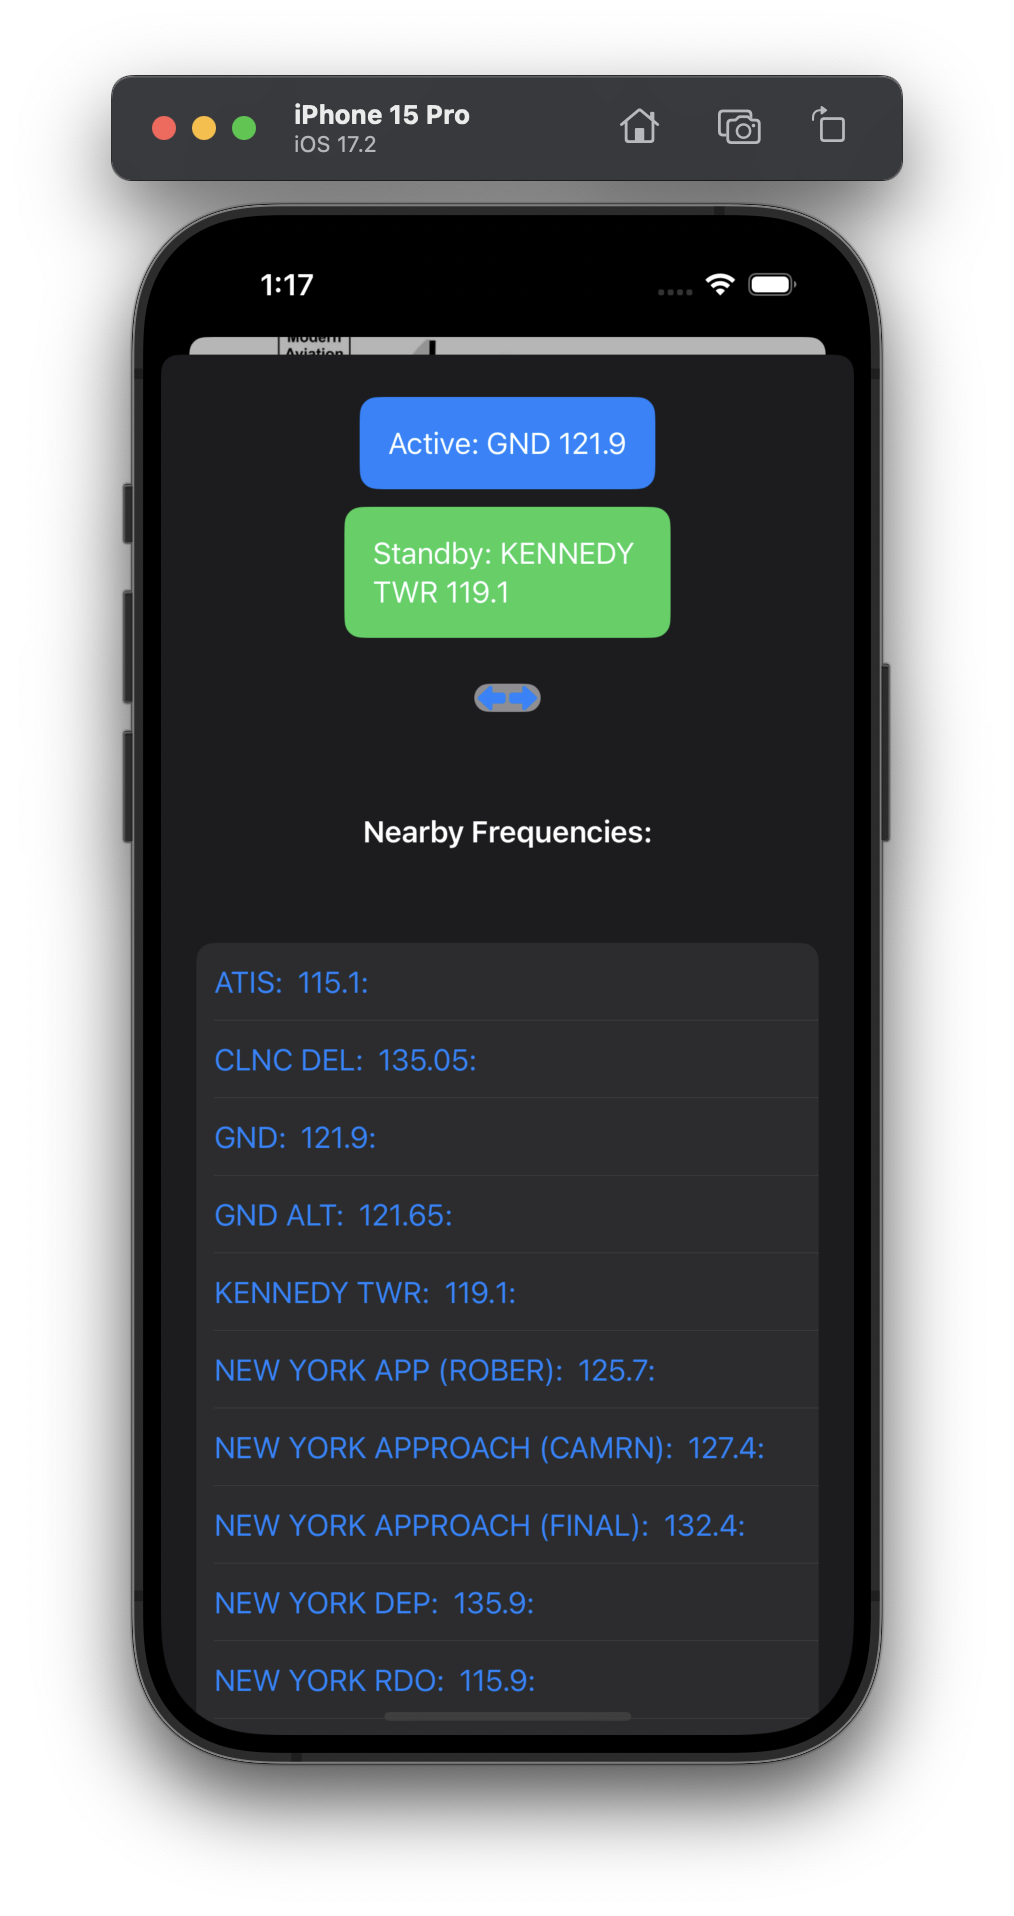 iPhone 15 Pro
iOS 17.2
1:17
Modern
Aviation
Active: GND 121.9
Standby: KENNEDY
TWR 119.1
Nearby Frequencies:
ATIS:  115.1:
CLNC DEL:  135.05:
GND:  121.9:
GND ALT:  121.65:
KENNEDY TWR:  119.1:
NEW YORK APP (ROBER):  125.7:
NEW YORK APPROACH (CAMRN):  127.4:
NEW YORK APPROACH (FINAL):  132.4:
NEW YORK DEP:  135.9:
NEW YORK RDO:  115.9: